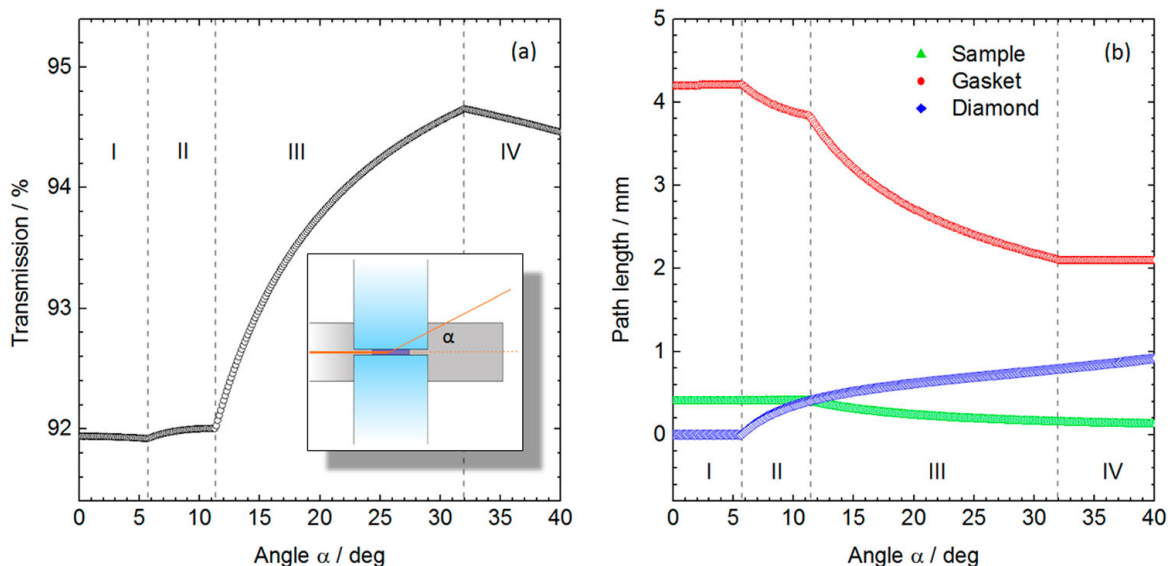 (a)
95
94
93
92
Transmission / %
I
II
III
IV
α
0
5
10
15
20
25
30
35
40
Angle α / deg
(b)
Sample
Gasket
Diamond
5
4
3
2
1
0
Path length / mm
I
II
III
IV
0
5
10
15
20
25
30
35
40
Angle α / deg